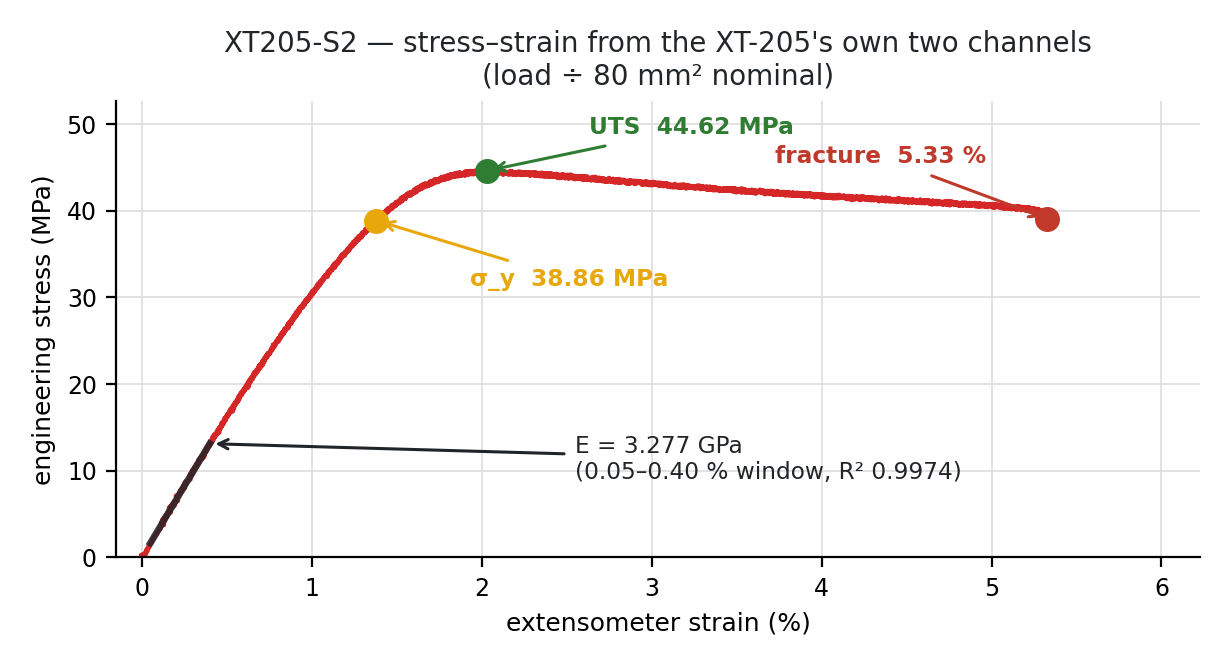 XT205-S2 — stress–strain from the XT-205's own two channels
(load ÷ 80 mm² nominal)
UTS  44.62 MPa
fracture  5.33 %
σ_y  38.86 MPa
E = 3.277 GPa
(0.05–0.40 % window, R² 0.9974)
engineering stress (MPa)
50
40
30
20
10
0
0 1 2 3 4 5 6
extensometer strain (%)